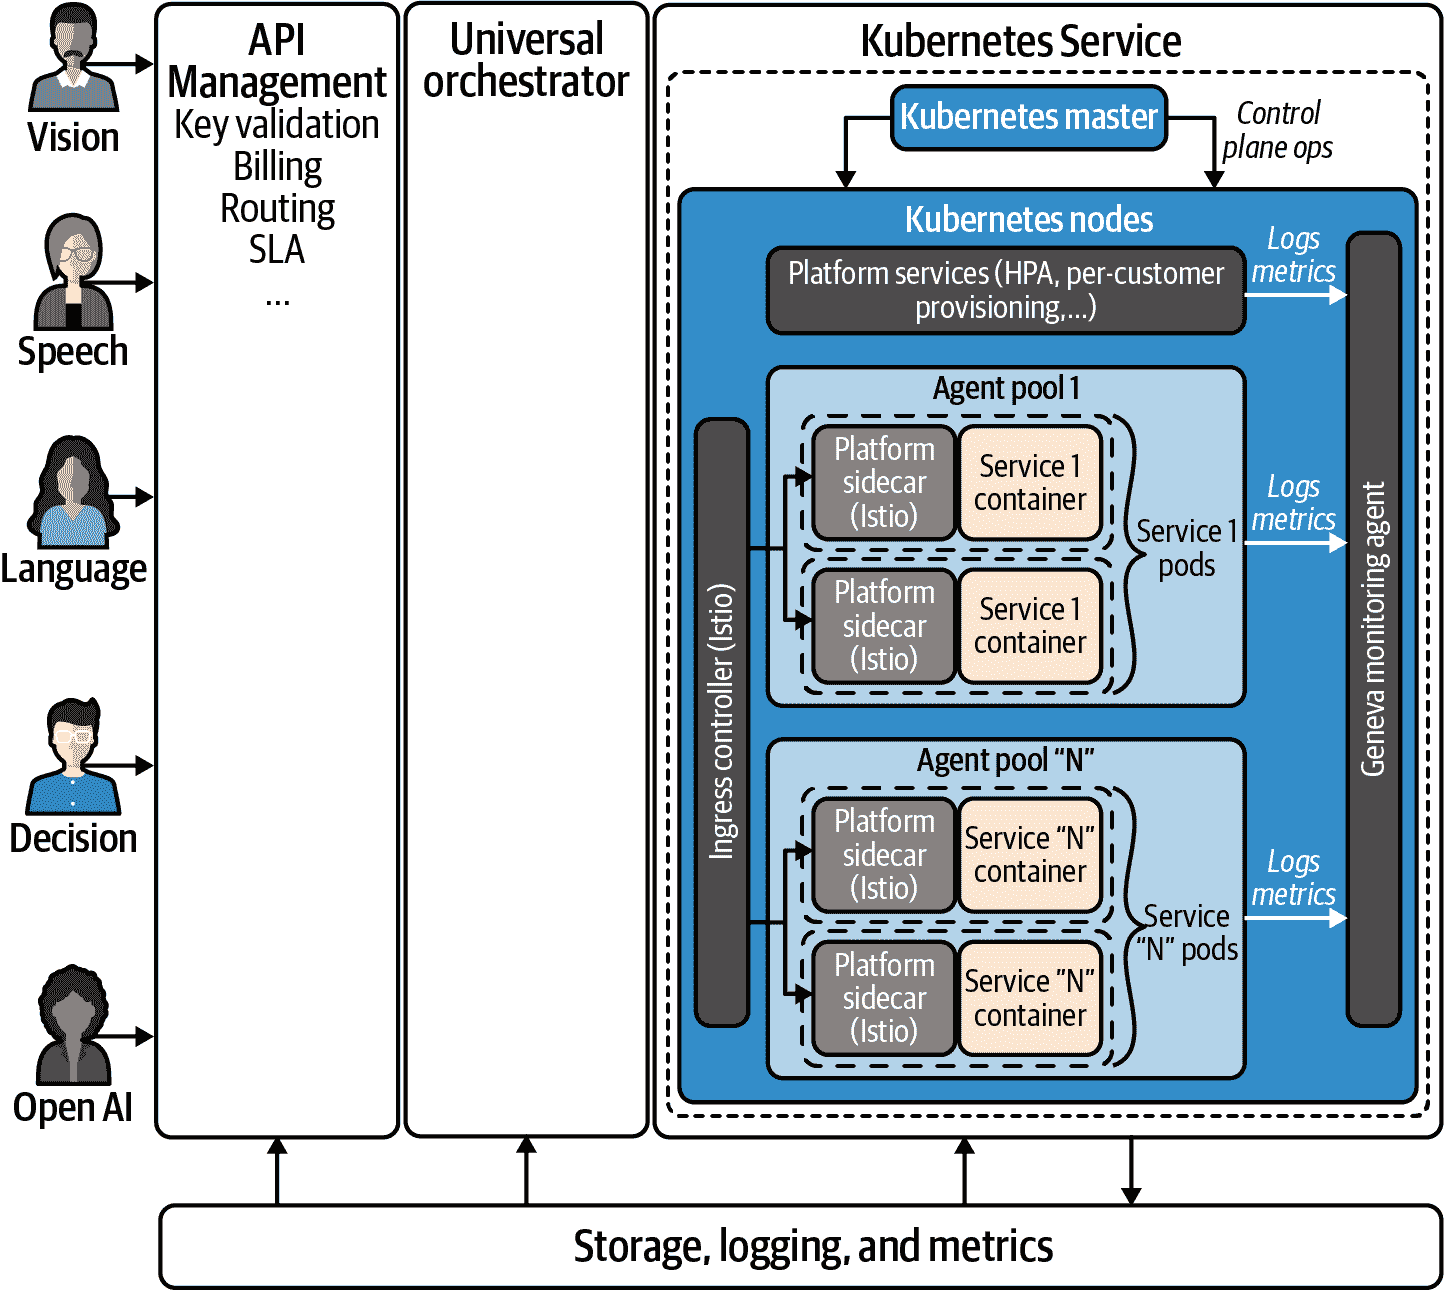 Vision
Speech
Language
Decision
Open AI
API
Management
Key validation
Billing
Routing
SLA
...
Universal
orchestrator
Kubernetes Service
Kubernetes master
Control
plane ops
Kubernetes nodes
Platform services (HPA, per-customer
provisioning,...)
Logs
metrics
Ingress controller (Istio)
Agent pool 1
Platform
sidecar
(Istio)
Service 1
container
Platform
sidecar
(Istio)
Service 1
container
Service 1
pods
Logs
metrics
Agent pool “N”
Platform
sidecar
(Istio)
Service “N”
container
Platform
sidecar
(Istio)
Service ”N”
container
Service
“N” pods
Logs
metrics
Geneva monitoring agent
Storage, logging, and metrics